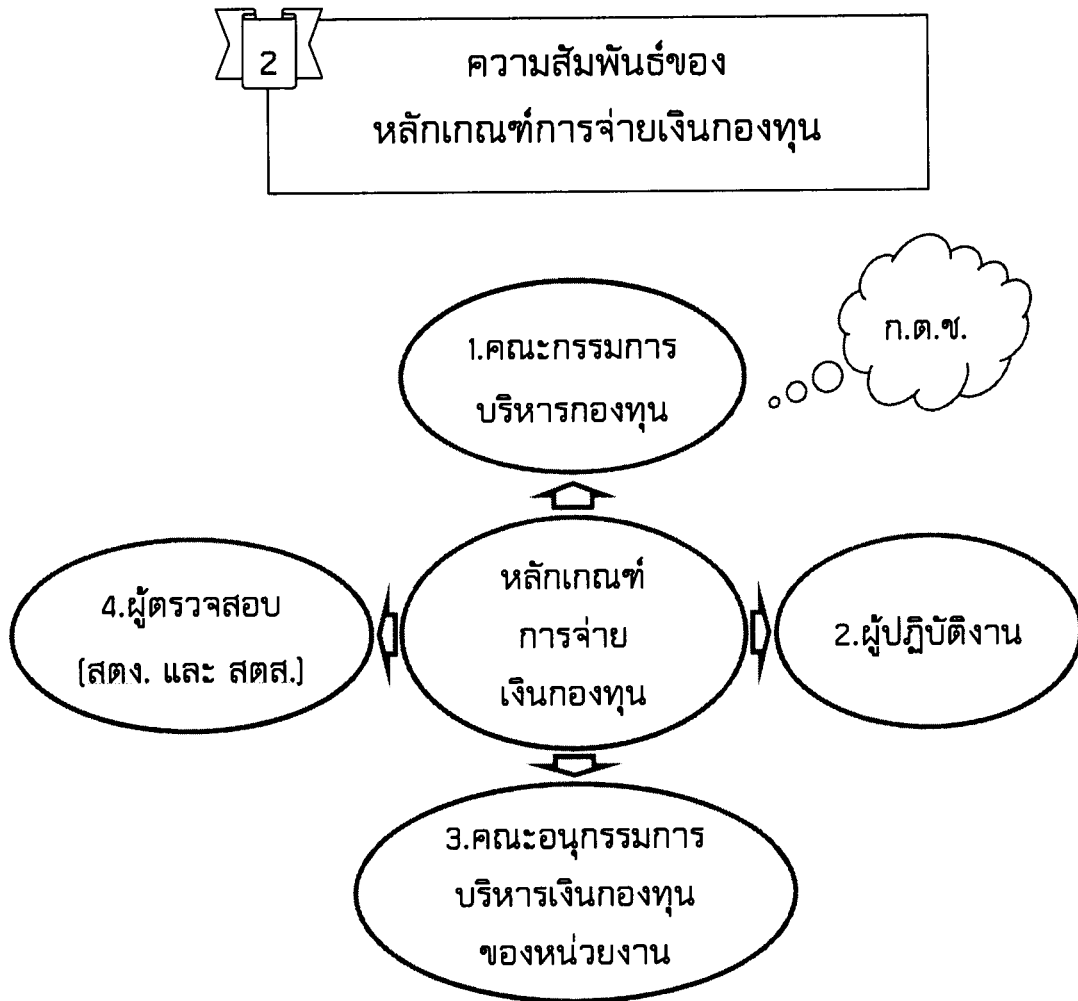 2
ความสัมพันธ์ของ
หลักเกณฑ์การจ่ายเงินกองทุน
ก.ต.ช.
1.คณะกรรมการ
บริหารกองทุน
หลักเกณฑ์
การจ่าย
เงินกองทุน
2.ผู้ปฏิบัติงาน
3.คณะอนุกรรมการ
บริหารเงินกองทุน
ของหน่วยงาน
4.ผู้ตรวจสอบ
(สตง. และ สตส.)